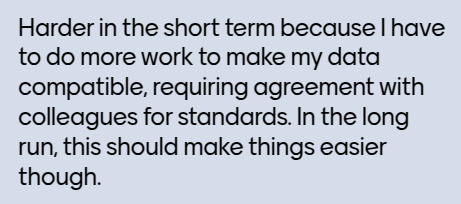 Harder in the short term because I have
to do more work to make my data
compatible, requiring agreement with
colleagues for standards. In the long
run, this should make things easier
though.